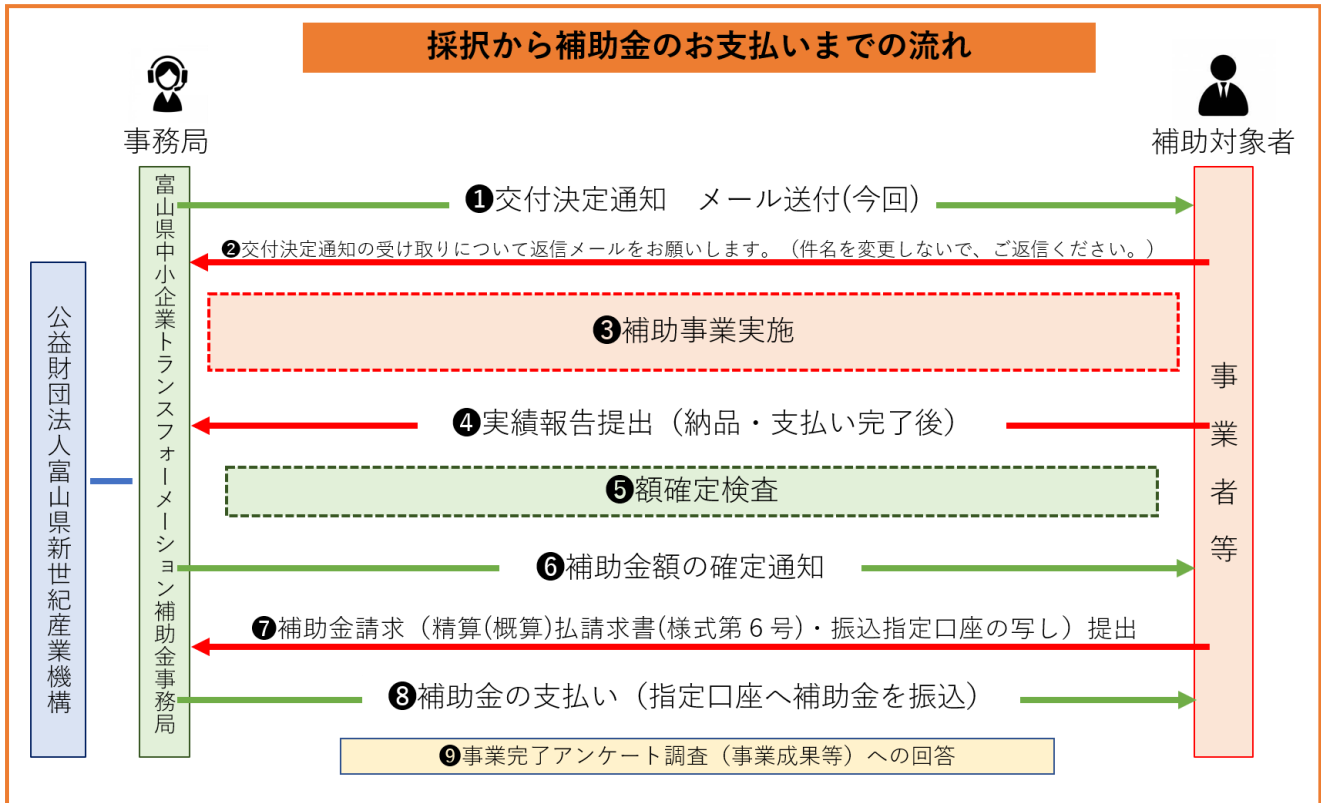 採択から補助金のお支払いまでの流れ
事務局
補助対象者
富山県中小企業トランスフォーメーション補助金事務局
公益財団法人富山県新世紀産業機構
事業者等
❶交付決定通知　メール送付(今回)
❷交付決定通知の受け取りについて返信メールをお願いします。（件名を変更しないで、ご返信ください。）
❸補助事業実施
❹実績報告提出（納品・支払い完了後）
❺額確定検査
❻補助金額の確定通知
❼補助金請求（精算(概算)払請求書(様式第６号)・振込指定口座の写し）提出
❽補助金の支払い（指定口座へ補助金を振込）
❾事業完了アンケート調査（事業成果等）への回答